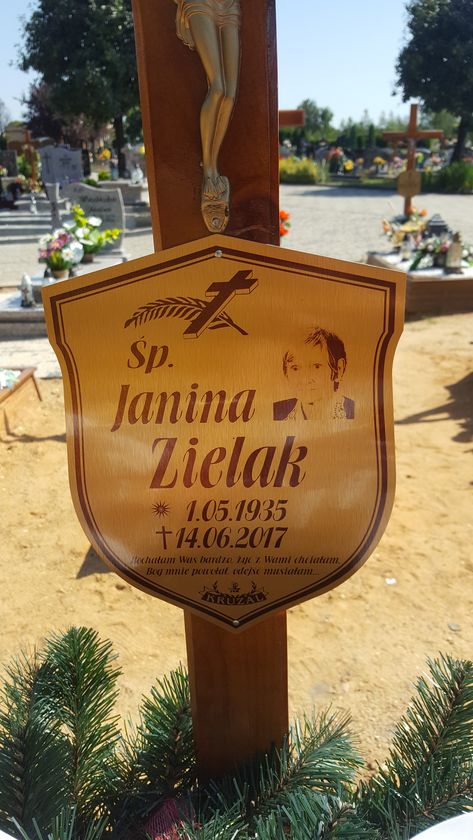 Śp.
Janina
Zielak
* 1.05.1935
†14.06.2017
Kochałam Was bardzo, żyć z Wami chciałam,
Bóg mnie powołał, odejść musiałam...
KRUŻAL